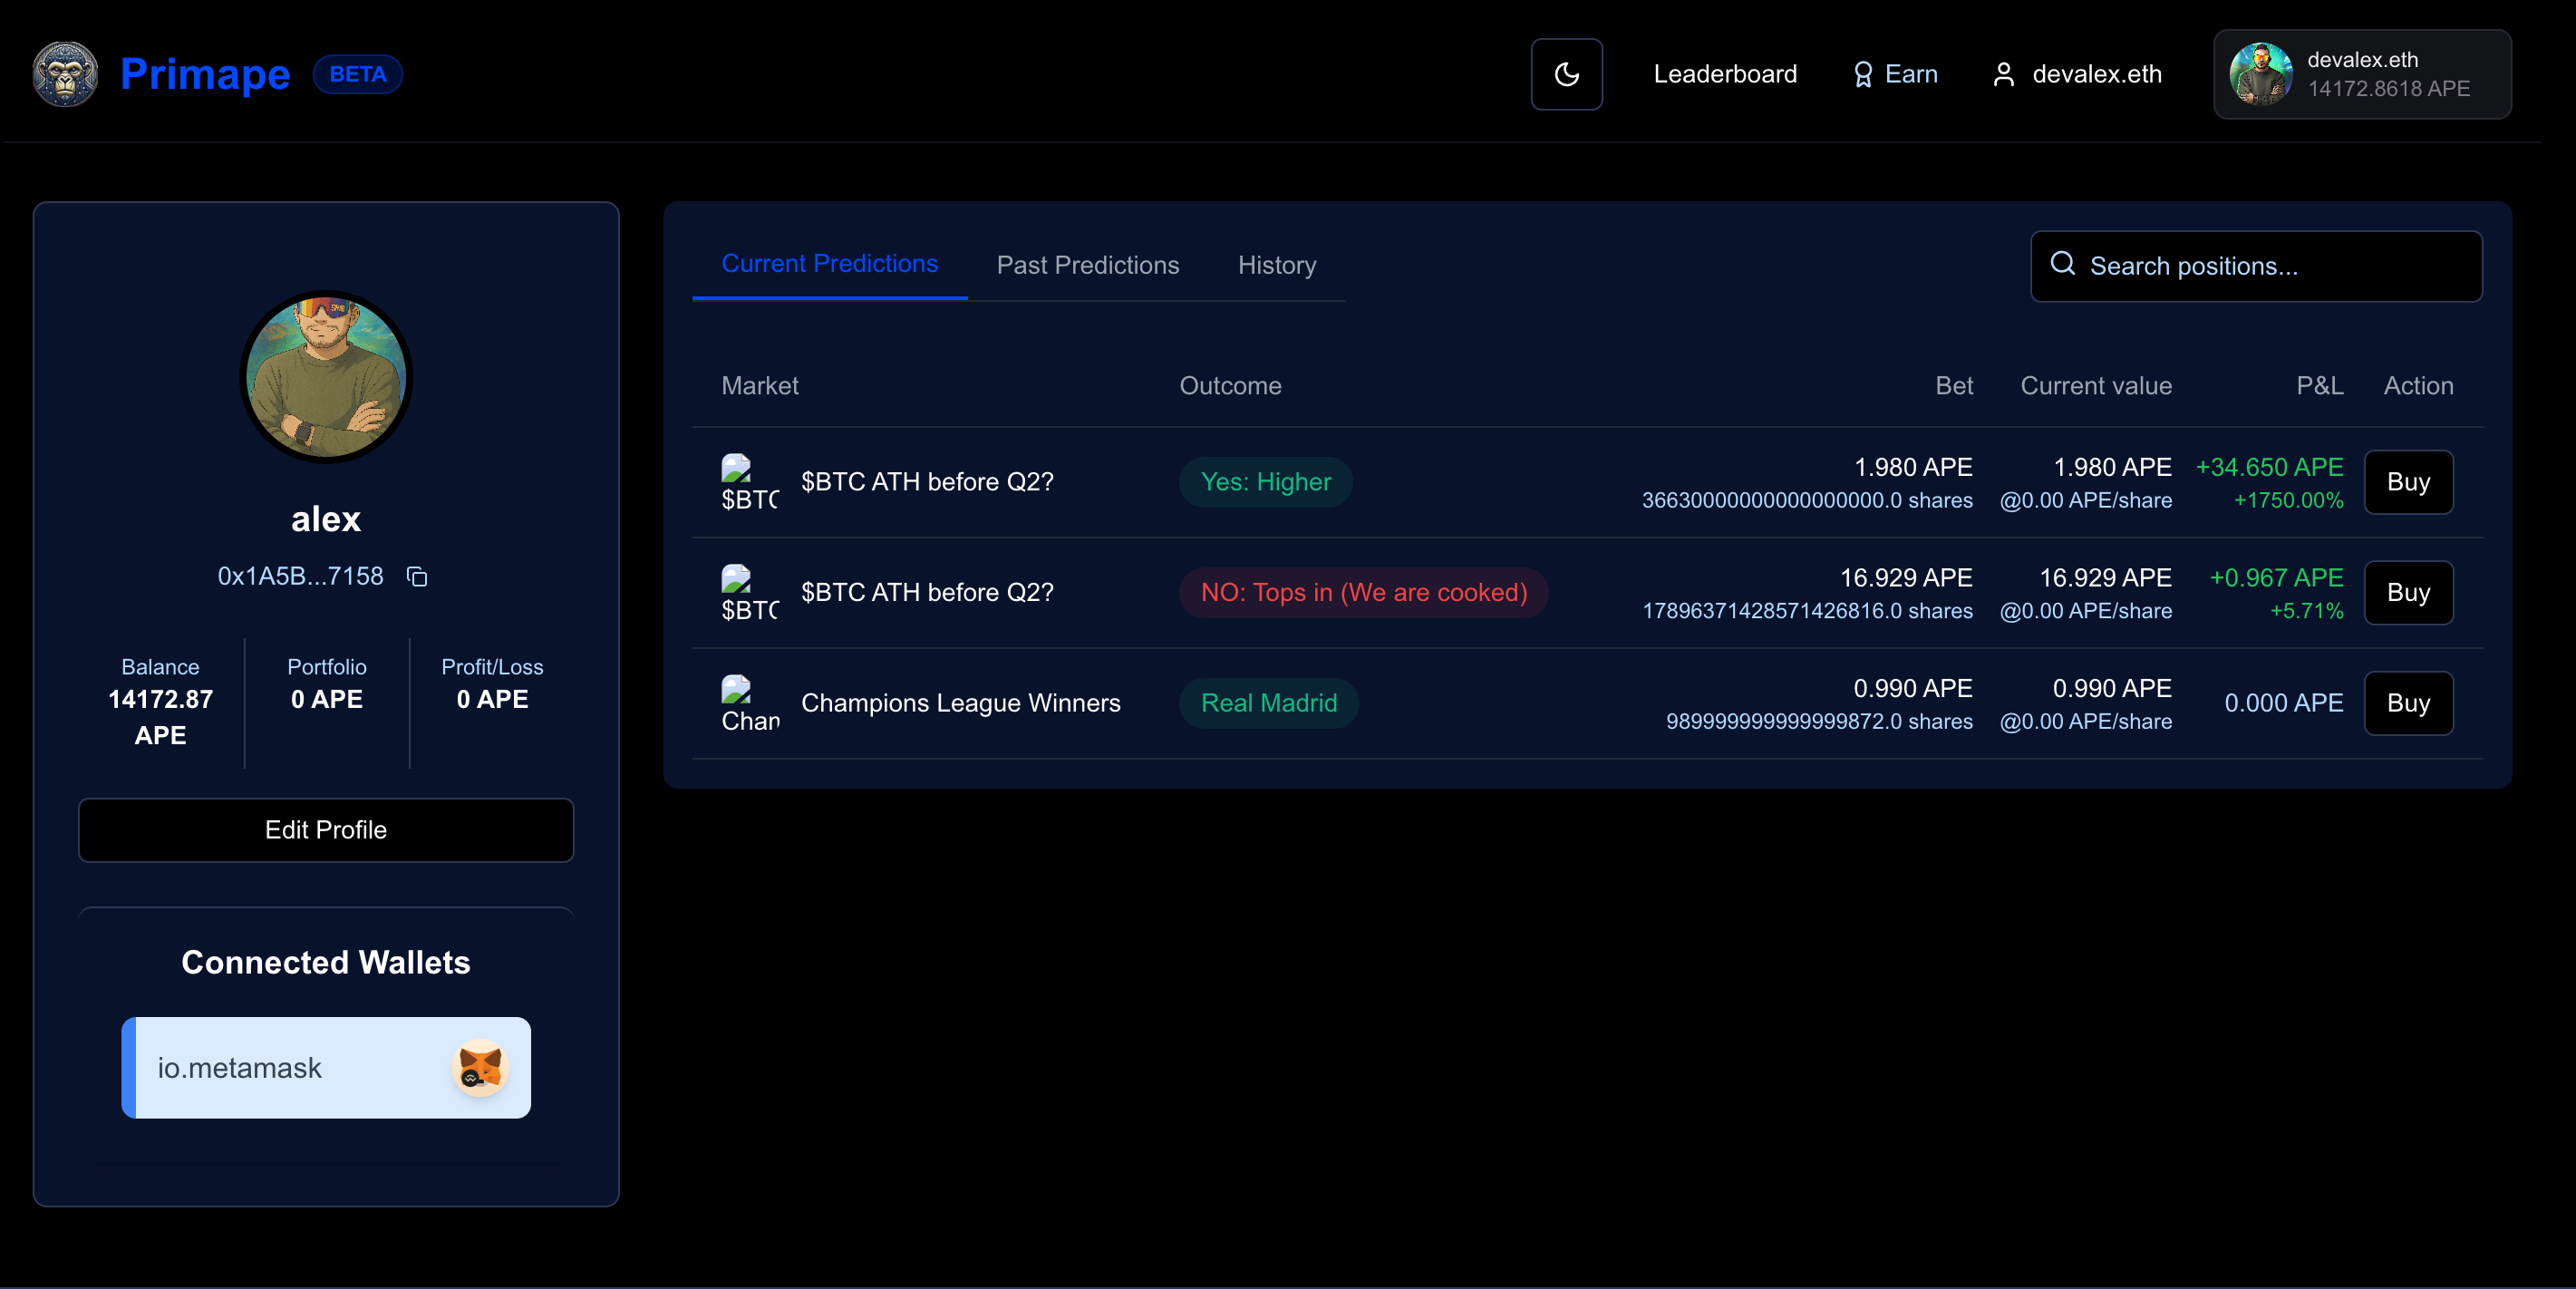 Primape BETA
Leaderboard Earn devalex.eth
devalex.eth
14172.8618 APE
alex
0x1A5B...7158
Balance Portfolio Profit/Loss
14172.87 APE 0 APE 0 APE
Edit Profile
Connected Wallets
io.metamask
Current Predictions Past Predictions History
Search positions...
Market Outcome Bet Current value P&L Action
$BTC $BTC ATH before Q2? Yes: Higher 1.980 APE 1.980 APE +34.650 APE Buy
36630000000000000000.0 shares @0.00 APE/share +1750.00%
$BTC $BTC ATH before Q2? NO: Tops in (We are cooked) 16.929 APE 16.929 APE +0.967 APE Buy
17896371428571426816.0 shares @0.00 APE/share +5.71%
Cham Champions League Winners Real Madrid 0.990 APE 0.990 APE 0.000 APE Buy
989999999999999872.0 shares @0.00 APE/share